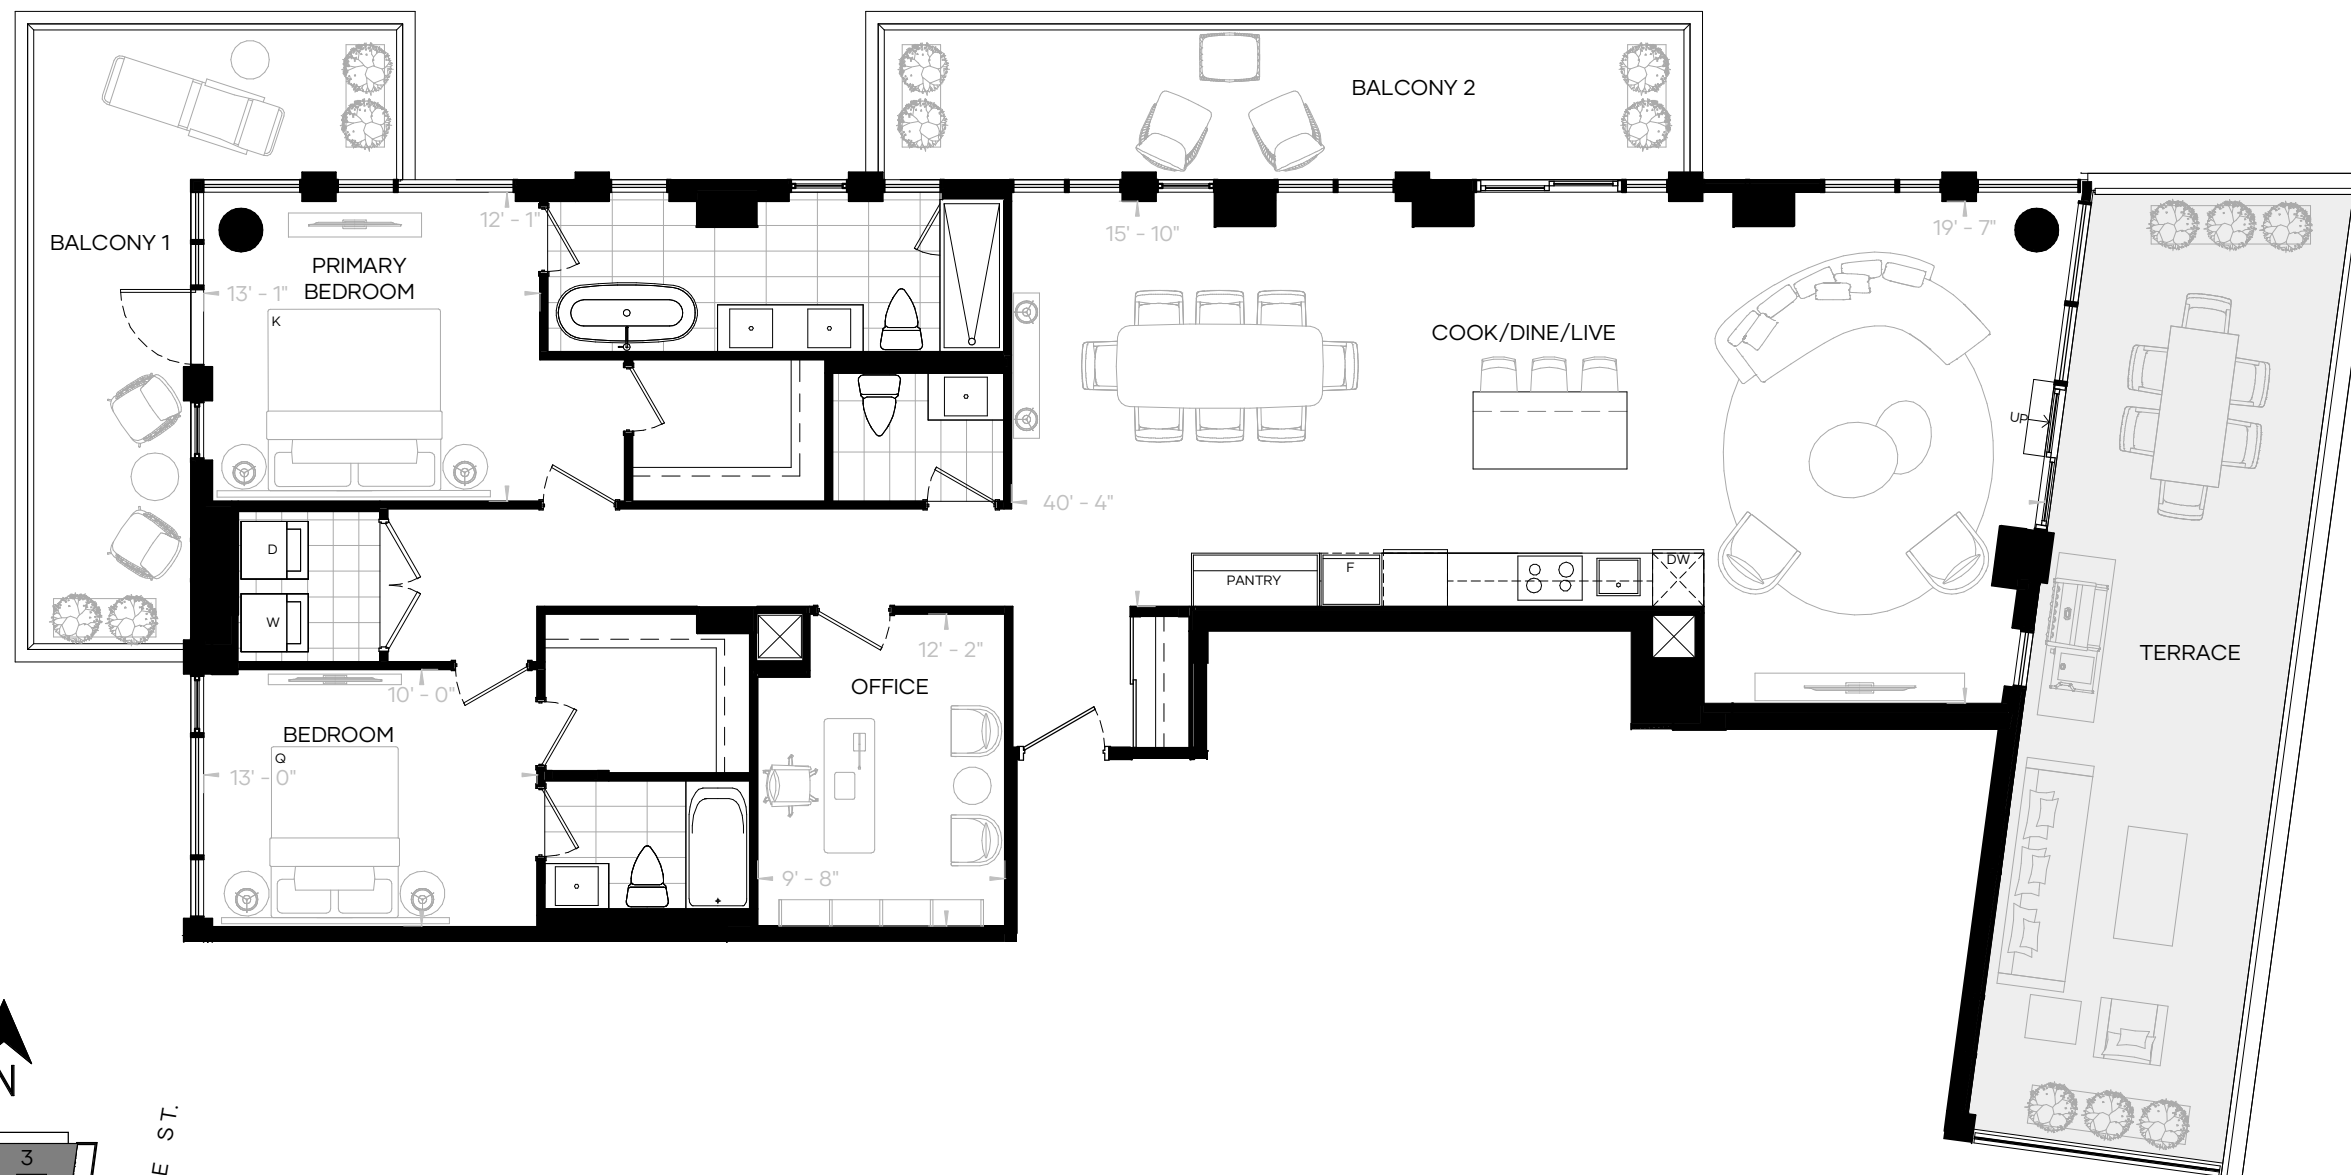 BALCONY 2
BALCONY 1
12' - 1"
15' - 10"
19' - 7"
PRIMARY
BEDROOM
13' - 1"
K
COOK/DINE/LIVE
UP
40' - 4"
D
W
PANTRY
F
DW
12' - 2"
TERRACE
OFFICE
10' - 0"
BEDROOM
Q
13' - 0"
9' - 8"
N
E ST.
3